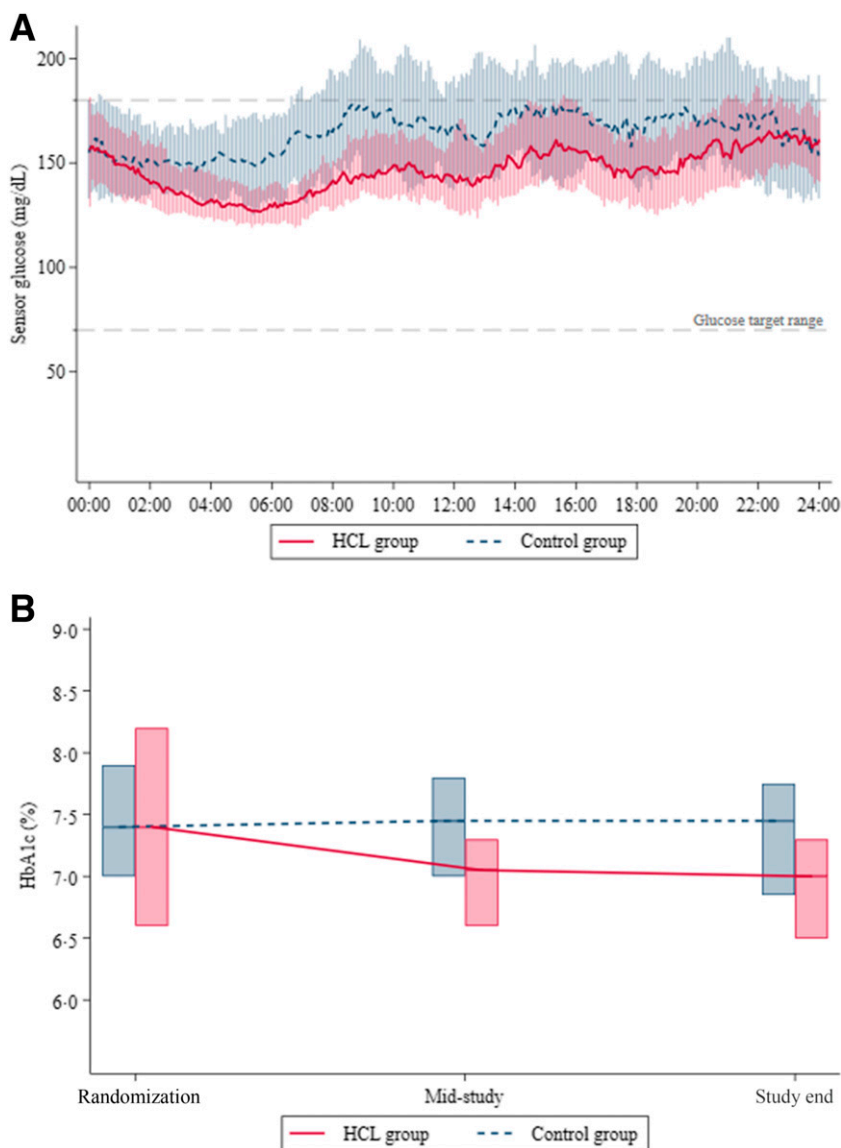 A
Sensor glucose (mg/dL)
200
150
100
50
Glucose target range
00:00 02:00 04:00 06:00 08:00 10:00 12:00 14:00 16:00 18:00 20:00 22:00 24:00
HCL group Control group
B
HbA1c (%)
9·0
8·5
8·0
7·5
7·0
6·5
6·0
Randomization Mid-study Study end
HCL group Control group